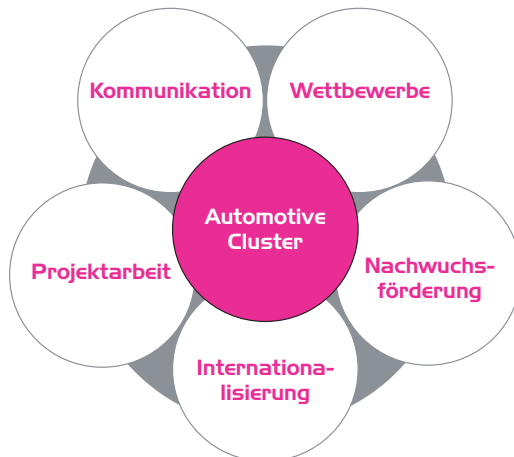 Kommunikation
Wettbewerbe
Automotive
Cluster
Projektarbeit
Nachwuchs-
förderung
Internationa-
lisierung